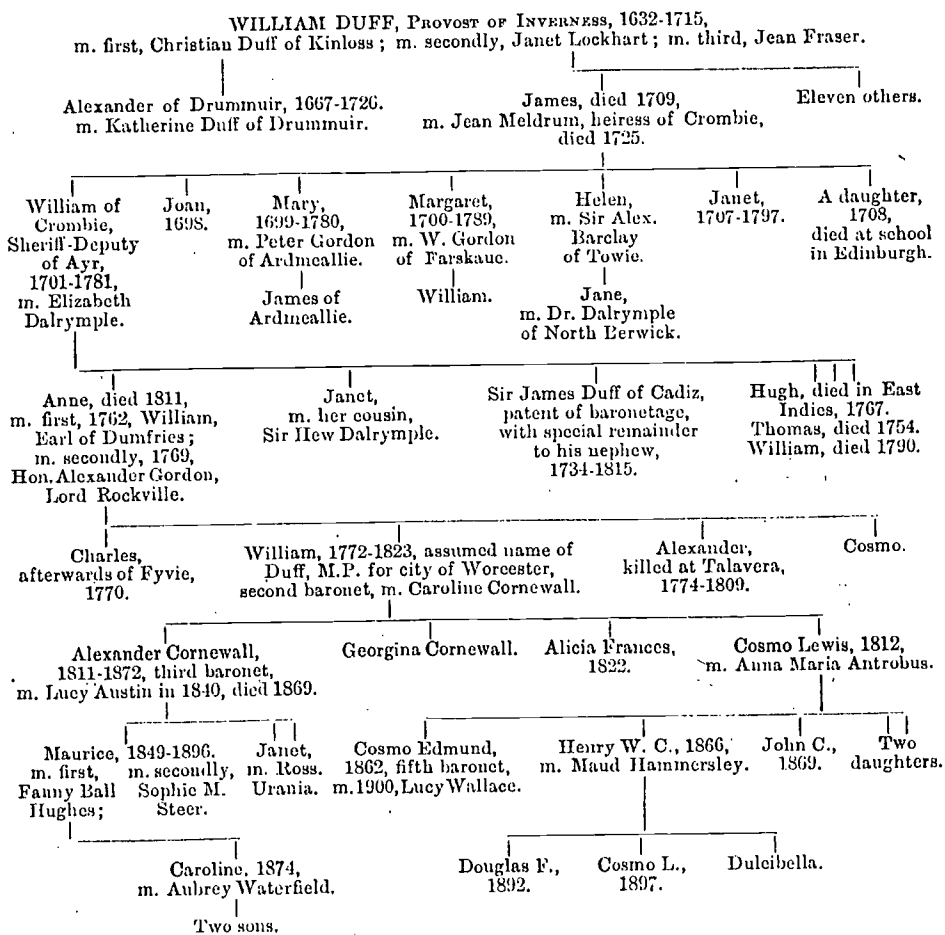 WILLIAM DUFF, PROVOST OF INVERNESS, 1632-1715,
m. first, Christian Duff of Kinloss; m. secondly, Janet Lockhart; m. third, Jean Fraser.
Alexander of Drummuir, 1667-1726.
m. Katherine Duff of Drummuir.
James, died 1709,
m. Jean Meldrum, heiress of Crombie,
died 1725.
Eleven others.
William of
Crombie,
Sheriff-Deputy
of Ayr,
1701-1781,
m. Elizabeth
Dalrymple.
Joan,
1698.
Mary,
1699-1780,
m. Peter Gordon
of Ardmeallie.
Margaret,
1700-1789,
m. W. Gordon
of Farskane.
Helen,
m. Sir Alex.
Barclay
of Towie.
Janet,
1707-1797.
A daughter,
1708,
died at school
in Edinburgh.
James of
Ardmeallie.
William.
Jane,
m. Dr. Dalrymple
of North Berwick.
Anne, died 1811,
m. first, 1762, William,
Earl of Dumfries;
m. secondly, 1769,
Hon. Alexander Gordon,
Lord Rockville.
Janet,
m. her cousin,
Sir Hew Dalrymple.
Sir James Duff of Cadiz,
patent of baronetage,
with special remainder
to his nephew,
1734-1815.
Hugh, died in East
Indies, 1767.
Thomas, died 1754.
William, died 1790.
Charles,
afterwards of Fyvie,
1770.
William, 1772-1823, assumed name of
Duff, M.P. for city of Worcester,
second baronet, m. Caroline Cornewall.
Alexander,
killed at Talavera,
1774-1809.
Cosmo.
Alexander Cornewall,
1811-1872, third baronet,
m. Lucy Austin in 1840, died 1869.
Georgina Cornewall.
Alicia Frances,
1822.
Cosmo Lewis, 1812,
m. Anna Maria Antrobus.
Maurice, 1849-1896.
m. first, m. secondly,
Fanny Ball Sophie M.
Hughes; Steer.
Janet,
m. Ross.
Urania.
Cosmo Edmund,
1862, fifth baronet,
m. 1900, Lucy Wallace.
Henry W. C., 1866,
m. Maud Hammersley.
John C.,
1869.
Two
daughters.
Caroline, 1874,
m. Aubrey Waterfield.
Douglas F.,
1892.
Cosmo L.,
1897.
Dulcibella.
Two sons.